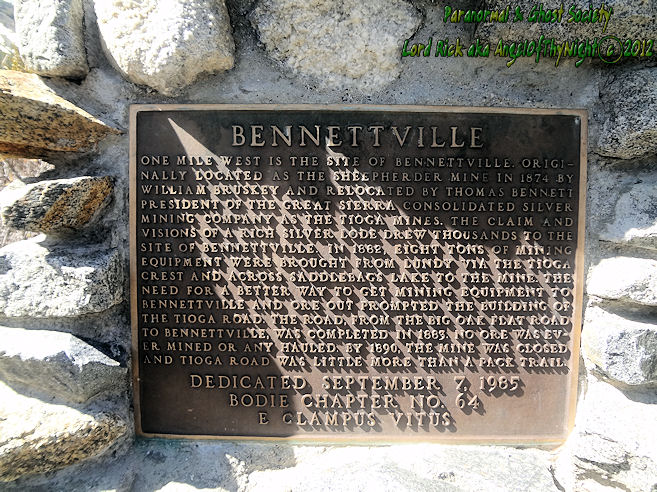 Paranormal & Ghost Society
Lord Rick aka AngelOfThyNight © 2012
BENNETTVILLE
ONE MILE WEST IS THE SITE OF BENNETTVILLE. ORIGI-
NALLY LOCATED AS THE SHEEPHERDER MINE IN 1874 BY
WILLIAM BRUSKEY AND RELOCATED BY THOMAS BENNETT
PRESIDENT OF THE GREAT SIERRA CONSOLIDATED SILVER
MINING COMPANY AS THE TIOGA MINES. THE CLAIM AND
VISIONS OF A RICH SILVER LODE DREW THOUSANDS TO THE
SITE OF BENNETTVILLE. IN 1882, EIGHT TONS OF MINING
EQUIPMENT WERE BROUGHT FROM LUNDY VIA THE TIOGA
CREST AND ACROSS SADDLEBAGS LAKE TO THE MINE. THE
NEED FOR A BETTER WAY TO GET MINING EQUIPMENT TO
BENNETTVILLE AND ORE OUT PROMPTED THE BUILDING OF
THE TIOGA ROAD. THE ROAD, FROM THE BIG OAK FLAT ROAD
TO BENNETTVILLE, WAS COMPLETED IN 1883. NO ORE WAS EV-
ER MINED OR ANY HAULED. BY 1890, THE MINE WAS CLOSED
AND TIOGA ROAD WAS LITTLE MORE THAN A PACK TRAIL.
DEDICATED SEPTEMBER 7, 1985
BODIE CHAPTER NO. 64
E CLAMPUS VITUS